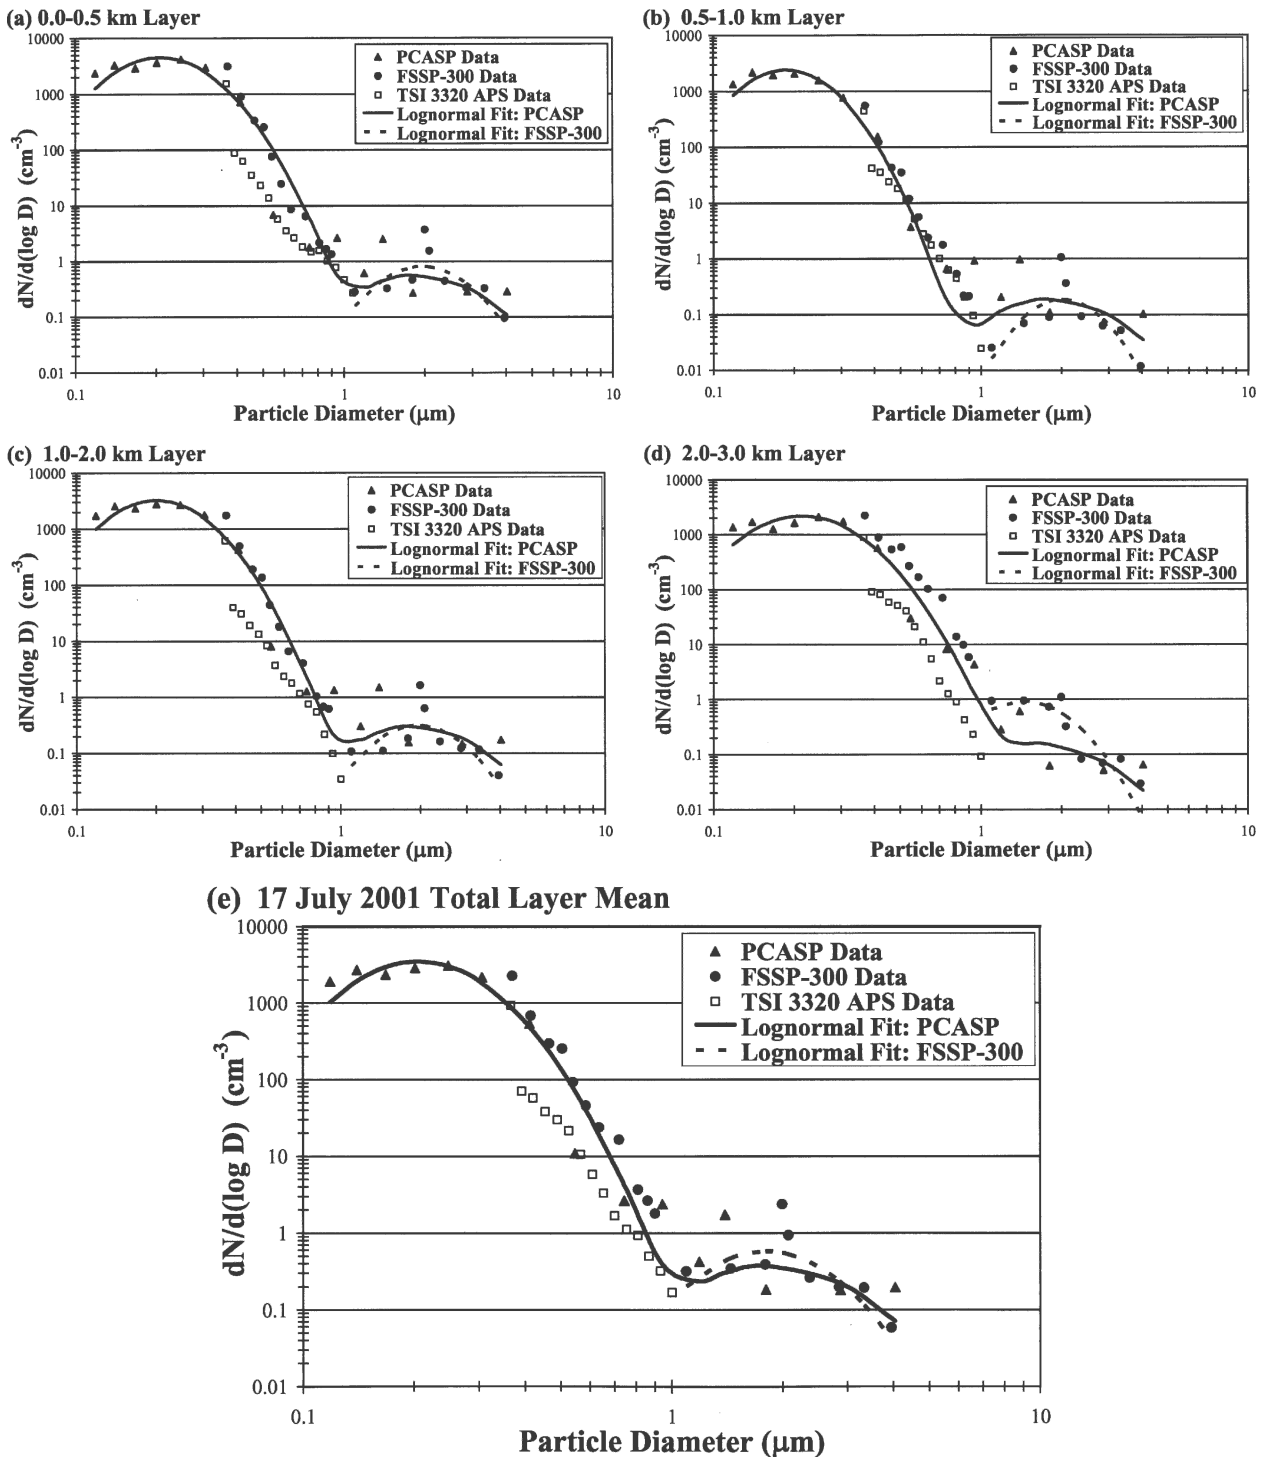 (a) 0.0-0.5 km Layer
10000
1000
100
10
1
0.1
0.01
dN/d(log D) (cm⁻³)
PCASP Data
FSSP-300 Data
TSI 3320 APS Data
Lognormal Fit: PCASP
Lognormal Fit: FSSP-300
0.1
1
10
Particle Diameter (μm)
(b) 0.5-1.0 km Layer
10000
1000
100
10
1
0.1
0.01
dN/d(log D) (cm⁻³)
PCASP Data
FSSP-300 Data
TSI 3320 APS Data
Lognormal Fit: PCASP
Lognormal Fit: FSSP-300
0.1
1
10
Particle Diameter (μm)
(c) 1.0-2.0 km Layer
10000
1000
100
10
1
0.1
0.01
dN/d(log D) (cm⁻³)
PCASP Data
FSSP-300 Data
TSI 3320 APS Data
Lognormal Fit: PCASP
Lognormal Fit: FSSP-300
0.1
1
10
Particle Diameter (μm)
(d) 2.0-3.0 km Layer
10000
1000
100
10
1
0.1
0.01
dN/d(log D) (cm⁻³)
PCASP Data
FSSP-300 Data
TSI 3320 APS Data
Lognormal Fit: PCASP
Lognormal Fit: FSSP-300
0.1
1
10
Particle Diameter (μm)
(e) 17 July 2001 Total Layer Mean
10000
1000
100
10
1
0.1
0.01
dN/d(log D) (cm⁻³)
PCASP Data
FSSP-300 Data
TSI 3320 APS Data
Lognormal Fit: PCASP
Lognormal Fit: FSSP-300
0.1
1
10
Particle Diameter (μm)